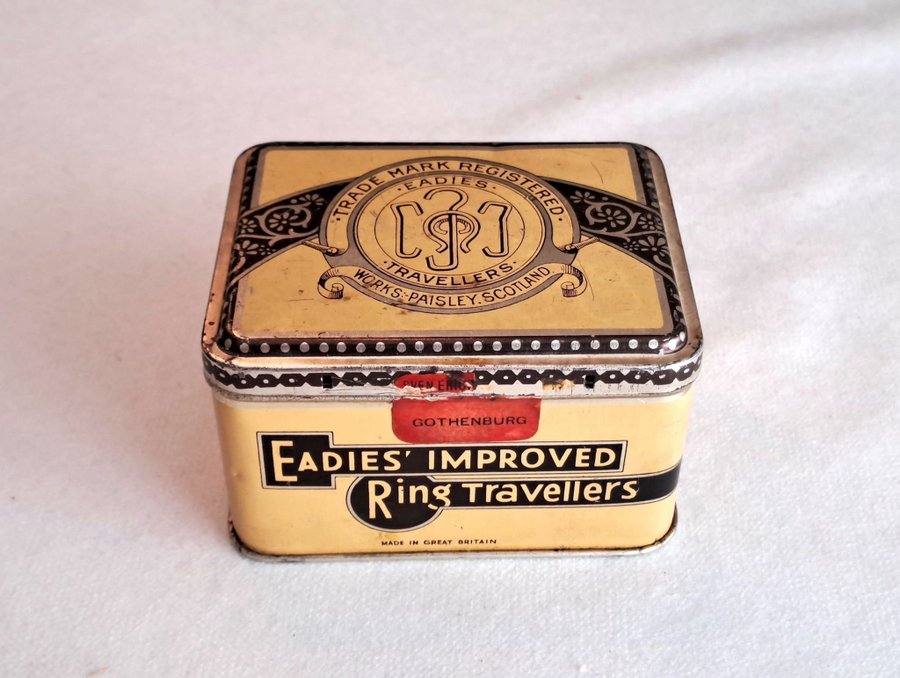 TRADE MARK REGISTERED
·EADIES·
·TRAVELLERS·
WORKS:-PAISLEY.SCOTLAND
GOTHENBURG
EADIES' IMPROVED
Ring Travellers
MADE IN GREAT BRITAIN